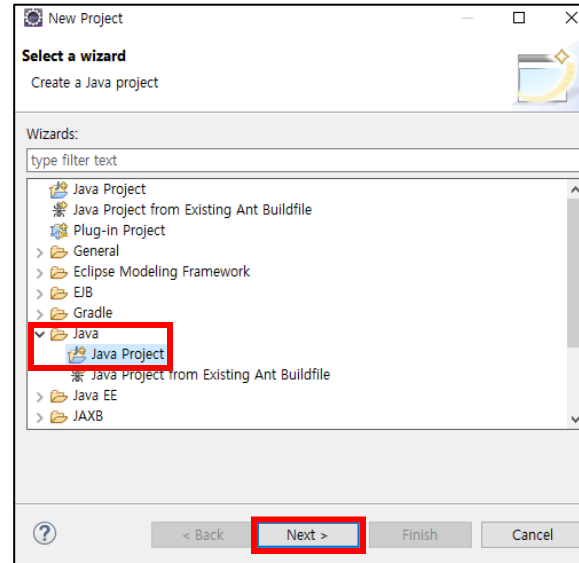 New Project
Select a wizard
Create a Java project
Wizards:
type filter text
Java Project
Java Project from Existing Ant Buildfile
Plug-in Project
General
Eclipse Modeling Framework
EJB
Gradle
Java
Java Project
Java Project from Existing Ant Buildfile
Java EE
JAXB
? < Back Next > Finish Cancel